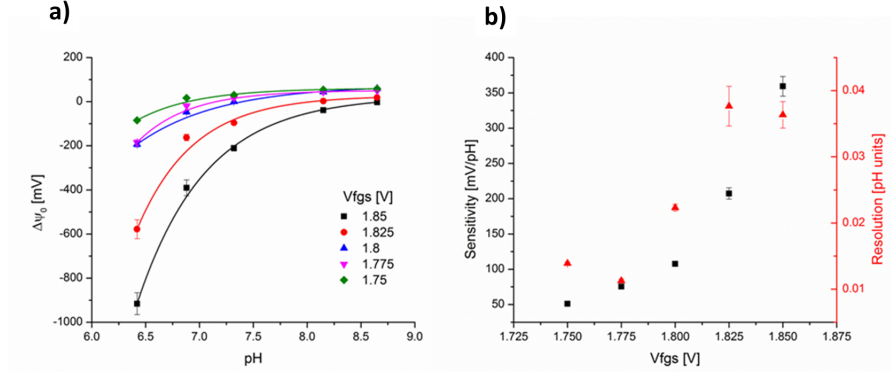 a)
200
0
-200
-400
-600
-800
-1000
6.0 6.5 7.0 7.5 8.0 8.5 9.0
Δψ0 [mV]
pH
Vfgs [V]
1.85
1.825
1.8
1.775
1.75
b)
400
350
300
250
200
150
100
50
Sensitivity [mV/pH]
1.725 1.750 1.775 1.800 1.825 1.850 1.875
Vfgs [V]
0.04
0.03
0.02
0.01
Resolution [pH units]